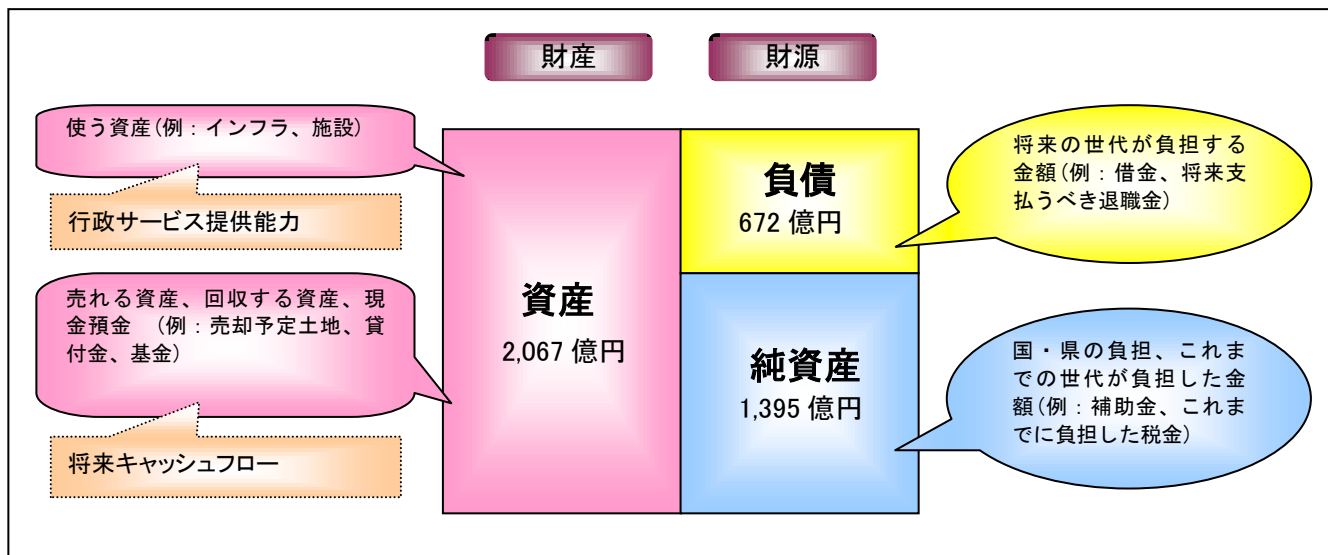 財産
財源
使う資産(例：インフラ、施設)
行政サービス提供能力
売れる資産、回収する資産、現
金預金　(例：売却予定土地、貸
付金、基金)
将来キャッシュフロー
資産
2,067 億円
負債
672 億円
純資産
1,395 億円
将来の世代が負担する
金額(例：借金、将来支
払うべき退職金)
国・県の負担、これま
での世代が負担した金
額(例：補助金、これま
でに負担した税金)